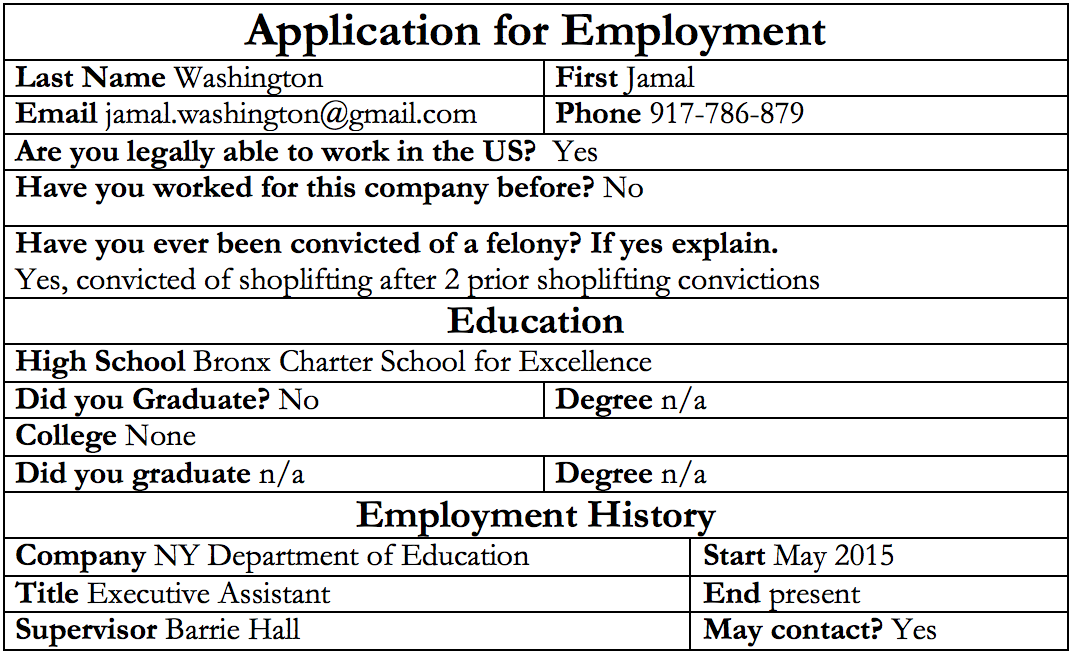 Application for Employment
Last Name Washington First Jamal
Email jamal.washington@gmail.com Phone 917-786-879
Are you legally able to work in the US? Yes
Have you worked for this company before? No
Have you ever been convicted of a felony? If yes explain.
Yes, convicted of shoplifting after 2 prior shoplifting convictions
Education
High School Bronx Charter School for Excellence
Did you Graduate? No Degree n/a
College None
Did you graduate n/a Degree n/a
Employment History
Company NY Department of Education Start May 2015
Title Executive Assistant End present
Supervisor Barrie Hall May contact? Yes